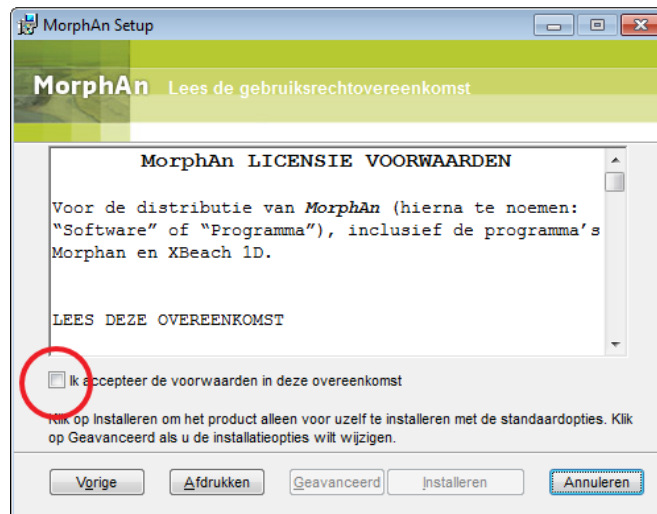 MorphAn Setup
MorphAn Lees de gebruiksrechtovereenkomst
MorphAn LICENSIE VOORWAARDEN
Voor de distributie van MorphAn (hierna te noemen:
“Software” of “Programma”), inclusief de programma’s
Morphan en XBeach 1D.
LEES DEZE OVEREENKOMST
Ik accepteer de voorwaarden in deze overeenkomst
Klik op Installeren om het product alleen voor uzelf te installeren met de standaardopties. Klik
op Geavanceerd als u de installatieopties wilt wijzigen.
Vorige Afdrukken Geavanceerd Installeren Annuleren